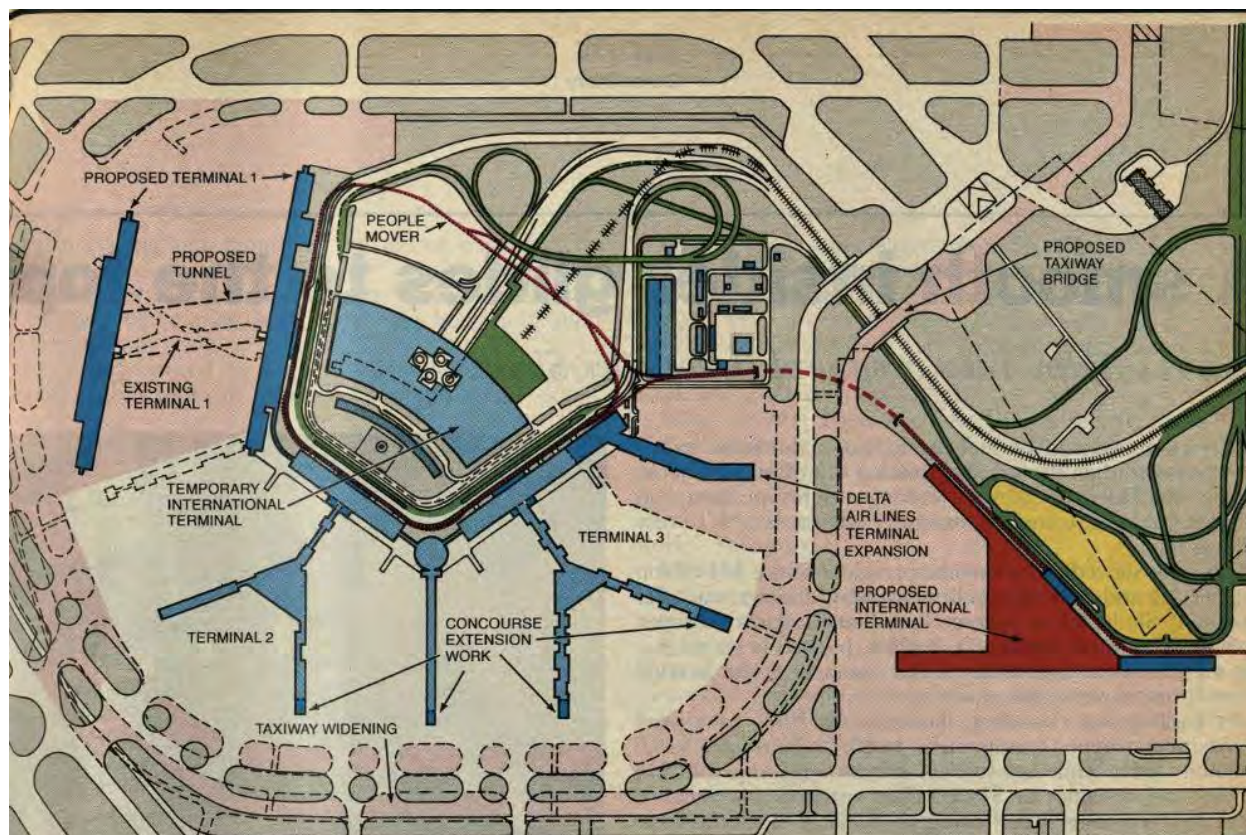 PROPOSED TERMINAL 1
PEOPLE
MOVER
PROPOSED
TUNNEL
PROPOSED
TAXIWAY
BRIDGE
EXISTING
TERMINAL 1
TEMPORARY
INTERNATIONAL
TERMINAL
DELTA
AIR LINES
TERMINAL
EXPANSION
TERMINAL 3
PROPOSED
INTERNATIONAL
TERMINAL
TERMINAL 2
CONCOURSE
EXTENSION
WORK
TAXIWAY WIDENING